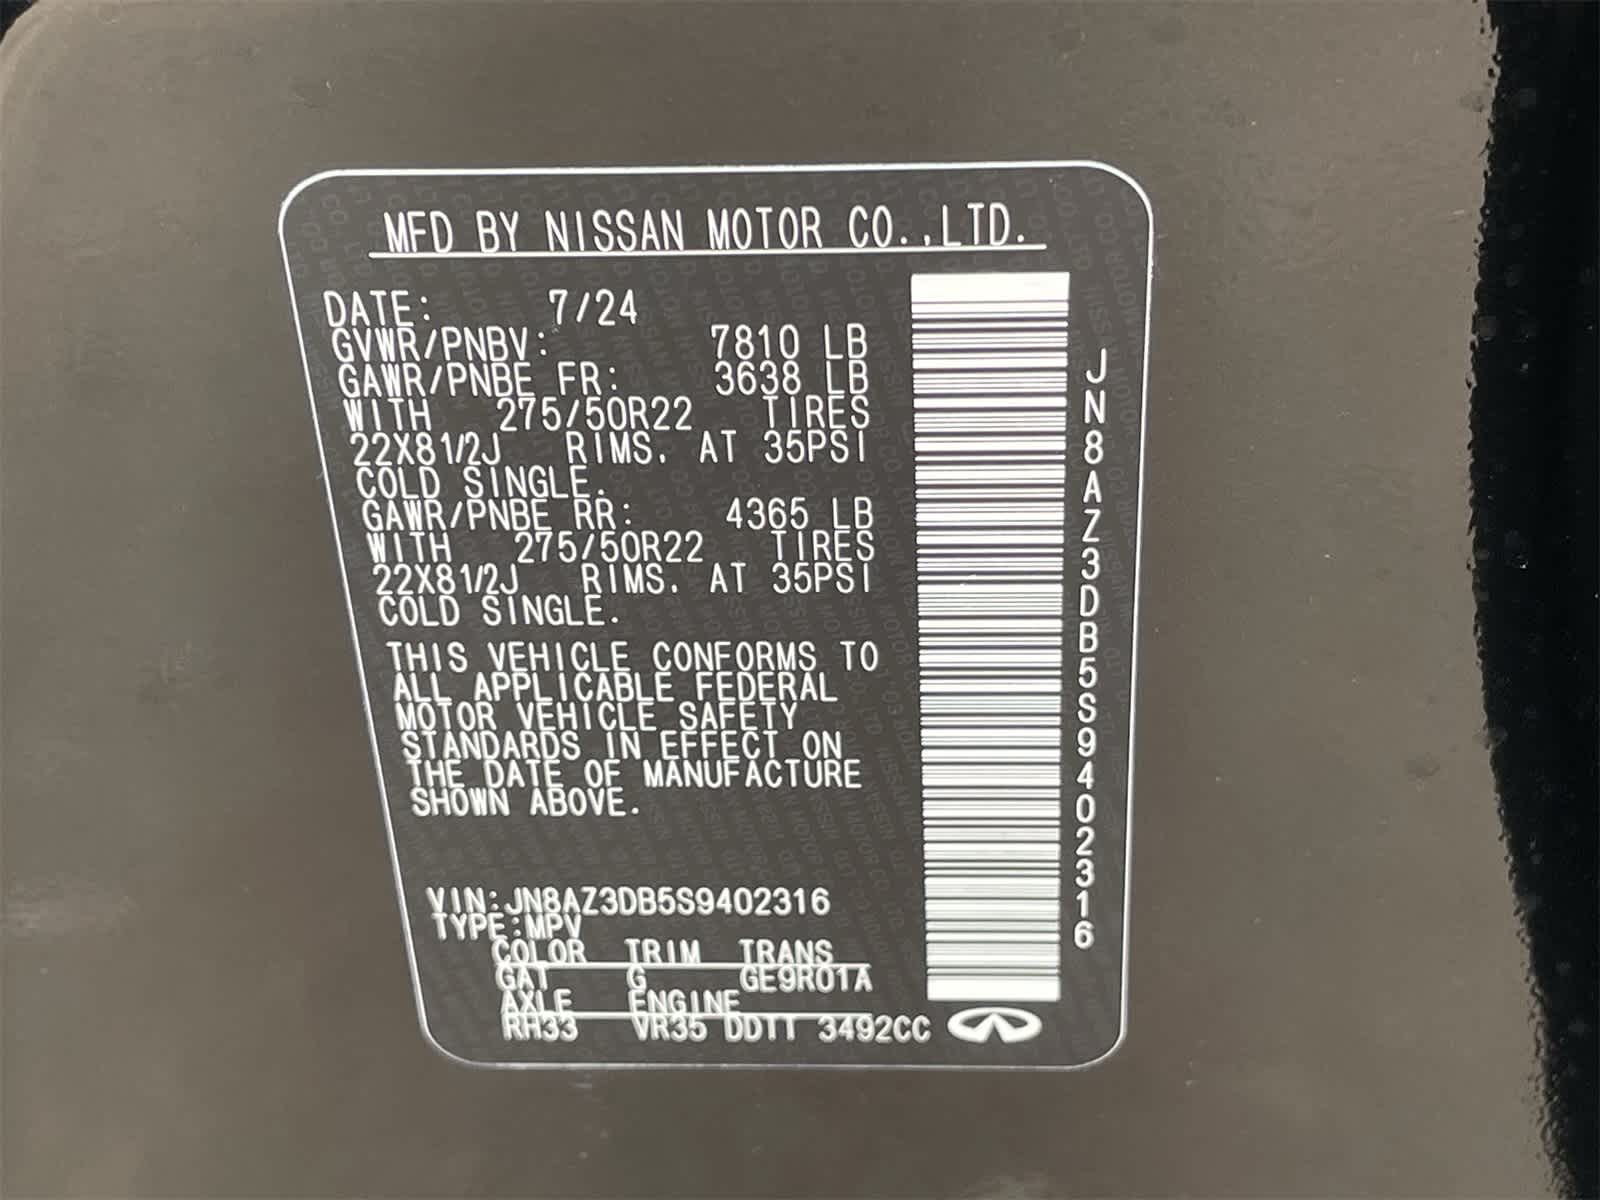 MFD BY NISSAN MOTOR CO.,LTD.
DATE: 7/24
GVWR/PNBV: 7810 LB
GAWR/PNBE FR: 3638 LB
WITH 275/50R22 TIRES
22X81/2J RIMS. AT 35PSI
COLD SINGLE.
GAWR/PNBE RR: 4365 LB
WITH 275/50R22 TIRES
22X81/2J RIMS. AT 35PSI
COLD SINGLE.
THIS VEHICLE CONFORMS TO
ALL APPLICABLE FEDERAL
MOTOR VEHICLE SAFETY
STANDARDS IN EFFECT ON
THE DATE OF MANUFACTURE
SHOWN ABOVE.
VIN:JN8AZ3DB5S9402316
TYPE:MPV
COLOR TRIM TRANS
GAT G GE9R01A
AXLE ENGINE
RH33 VR35 DDTT 3492CC
JN8AZ3DB5S9402316